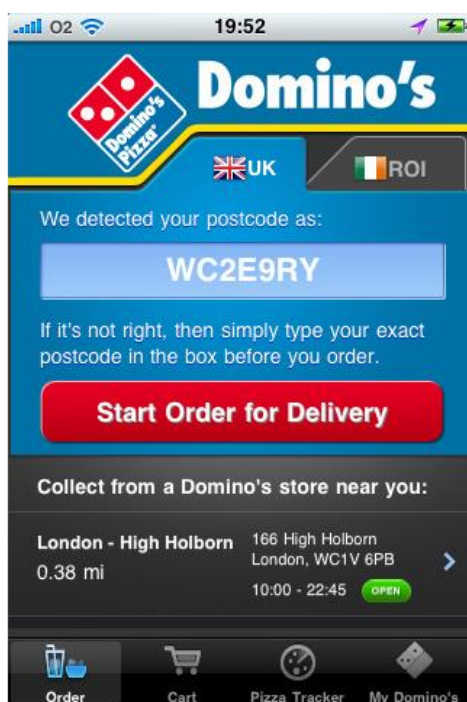 O2 19:52
Domino's
Domino's
Pizza
UK ROI
We detected your postcode as:
WC2E9RY
If it's not right, then simply type your exact
postcode in the box before you order.
Start Order for Delivery
Collect from a Domino's store near you:
London - High Holborn
0.38 mi
166 High Holborn
London, WC1V 6PB
10:00 - 22:45 OPEN
Order Cart Pizza Tracker My Domino's